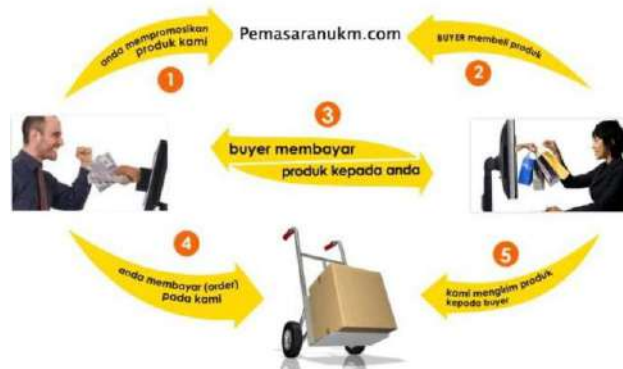 anda mempromosikan
produk kami
1
Pemasaranukm.com
BUYER membeli produk
2
3
buyer membayar
produk kepada anda
4
anda membayar (order)
pada kami
5
kami mengirim produk
kepada buyer